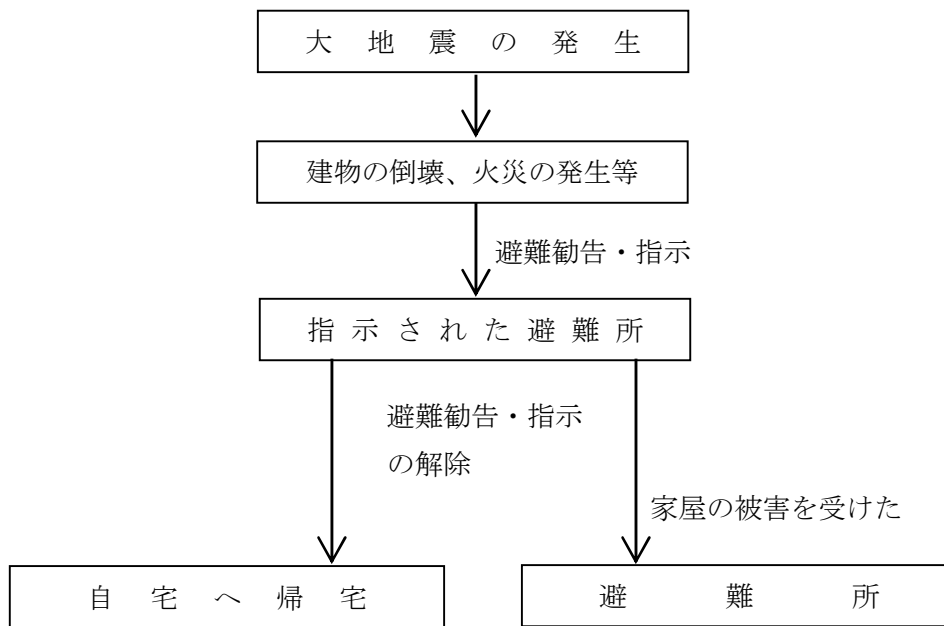 大地震の発生
建物の倒壊、火災の発生等
避難勧告・指示
指示された避難所
避難勧告・指示
の解除
家屋の被害を受けた
自宅へ帰宅
避難所